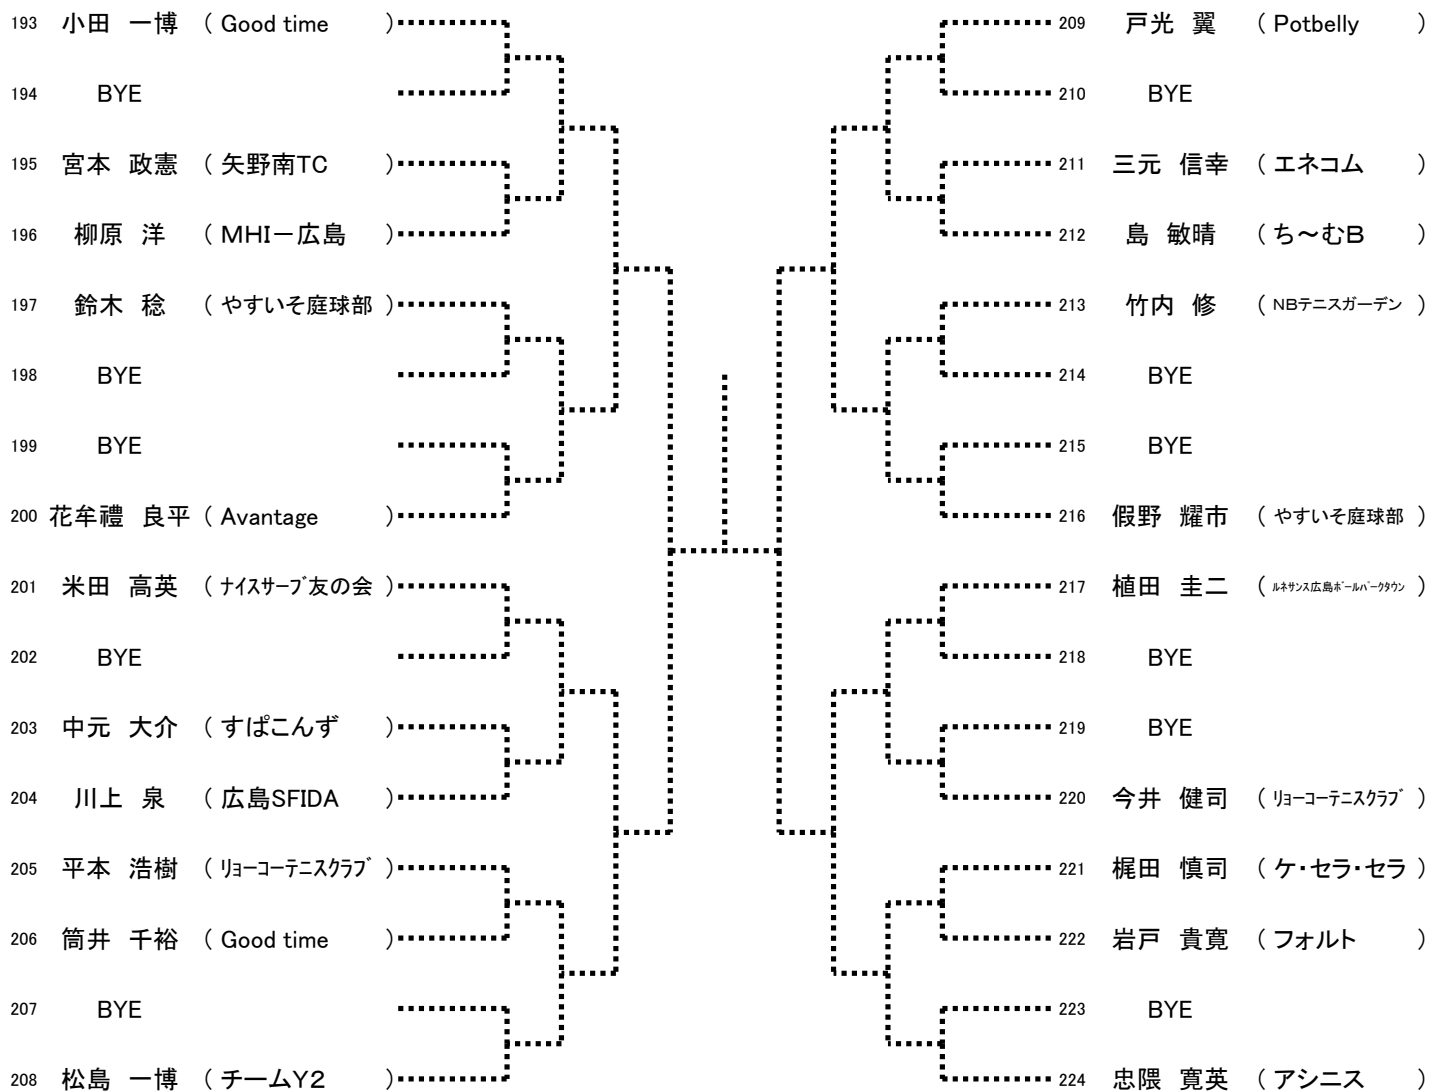 193 小田 一博 ( Good time )
194 BYE
195 宮本 政憲 ( 矢野南TC )
196 柳原 洋 ( MHI－広島 )
197 鈴木 稔 ( やすいそ庭球部 )
198 BYE
199 BYE
200 花牟禮 良平 ( Avantage )
201 米田 高英 ( ﾅｲｽｻｰﾌﾞ友の会 )
202 BYE
203 中元 大介 ( すぱこんず )
204 川上 泉 ( 広島SFIDA )
205 平本 浩樹 ( ﾘｮｰｺｰﾃﾆｽｸﾗﾌﾞ )
206 筒井 千裕 ( Good time )
207 BYE
208 松島 一博 ( チームY2 )
209 戸光 翼 ( Potbelly )
210 BYE
211 三元 信幸 ( エネコム )
212 島 敏晴 ( ち～むB )
213 竹内 修 ( NBテニスガーデン )
214 BYE
215 BYE
216 假野 耀市 ( やすいそ庭球部 )
217 植田 圭二 ( ﾙﾈｻﾝｽ広島ﾎﾞｰﾙﾊﾟｰｸﾀｳﾝ )
218 BYE
219 BYE
220 今井 健司 ( ﾘｮｰｺｰﾃﾆｽｸﾗﾌﾞ )
221 梶田 慎司 ( ケ・セラ・セラ )
222 岩戸 貴寛 ( フォルト )
223 BYE
224 忠隈 寛英 ( アシニス )